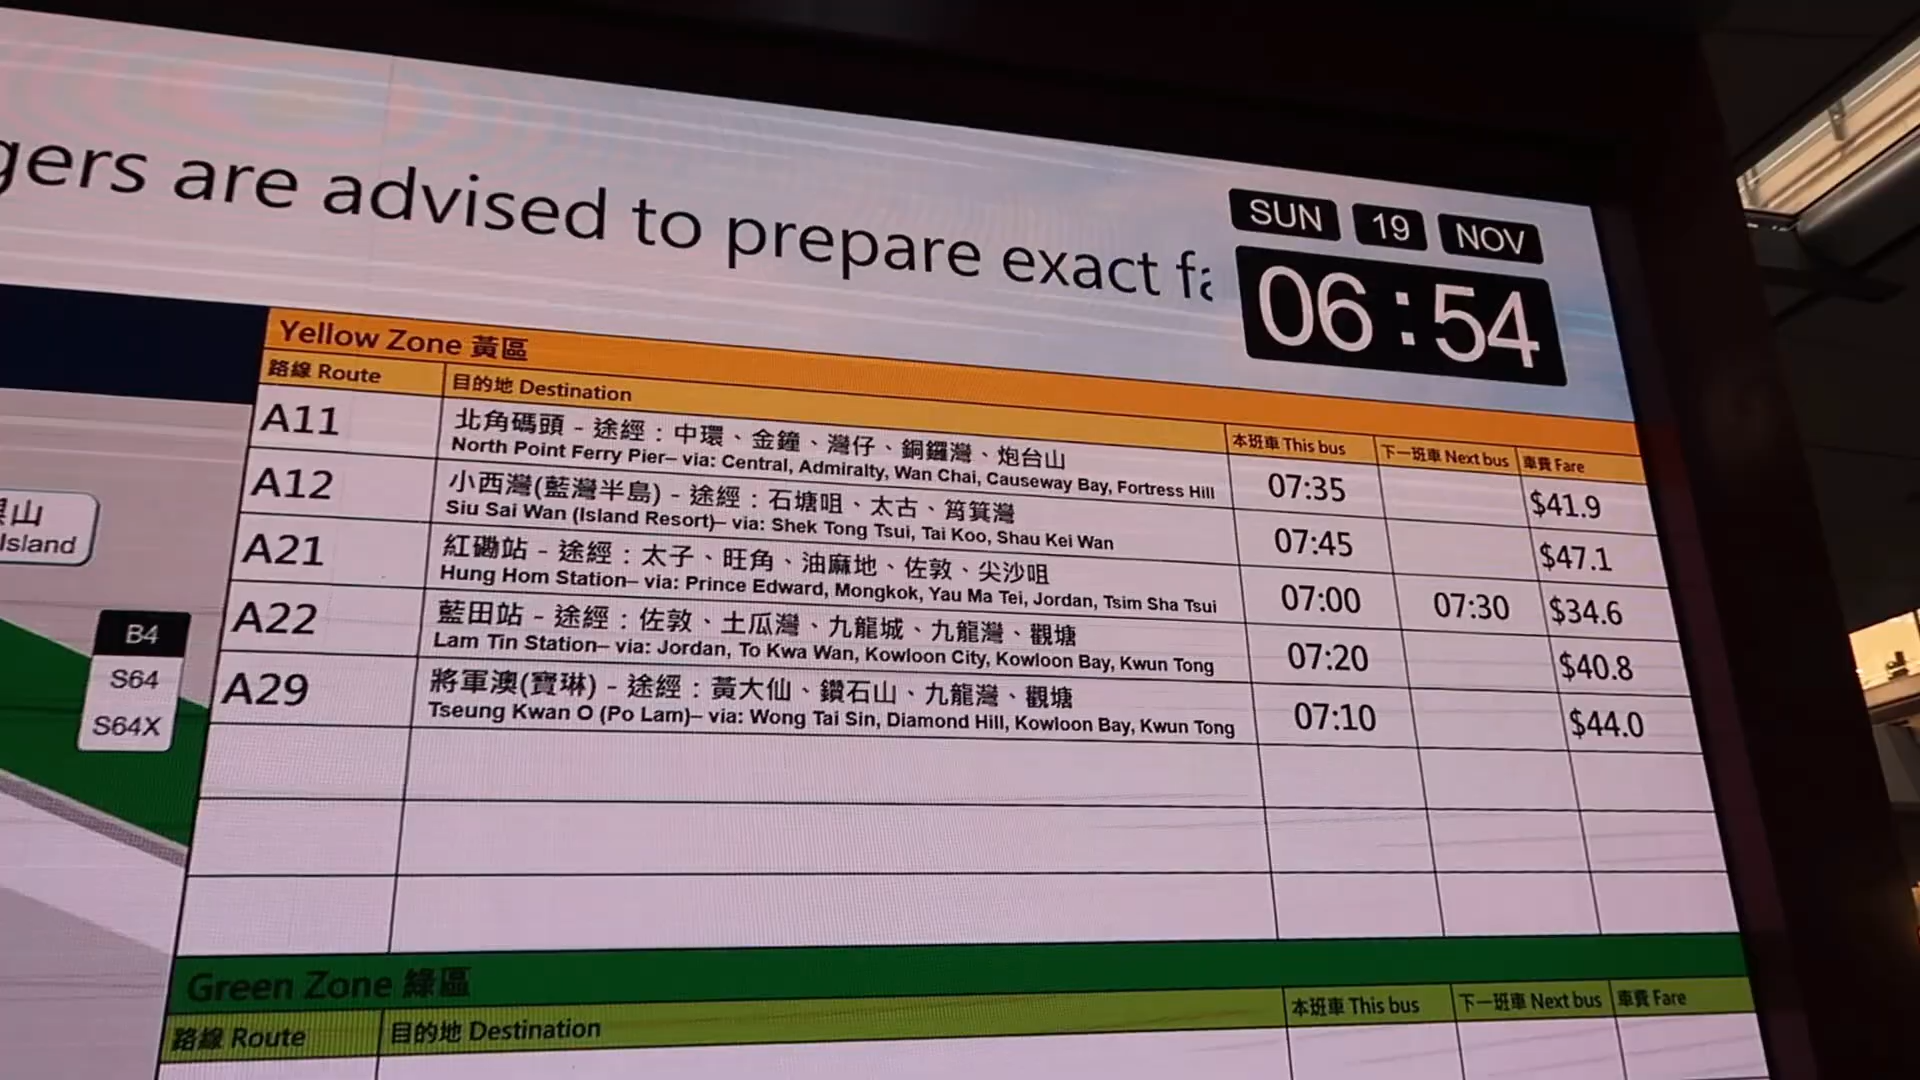 gers are advised to prepare exact
SUN 19 NOV
06:54
Yellow Zone 黃區
路線 Route 目的地 Destination 本班車 This bus 下一班車 Next bus 車費 Fare
A11 北角碼頭 - 途經：中環、金鐘、灣仔、銅鑼灣、炮台山
North Point Ferry Pier– via: Central, Admiralty, Wan Chai, Causeway Bay, Fortress Hill 07:35 $41.9
A12 小西灣(藍灣半島) - 途經：石塘咀、太古、筲箕灣
Siu Sai Wan (Island Resort)– via: Shek Tong Tsui, Tai Koo, Shau Kei Wan 07:45 $47.1
A21 紅磡站 - 途經：太子、旺角、油麻地、佐敦、尖沙咀
Hung Hom Station– via: Prince Edward, Mongkok, Yau Ma Tei, Jordan, Tsim Sha Tsui 07:00 07:30 $34.6
A22 藍田站 - 途經：佐敦、土瓜灣、九龍城、九龍灣、觀塘
Lam Tin Station– via: Jordan, To Kwa Wan, Kowloon City, Kowloon Bay, Kwun Tong 07:20 $40.8
A29 將軍澳(寶琳) - 途經：黃大仙、鑽石山、九龍灣、觀塘
Tseung Kwan O (Po Lam)– via: Wong Tai Sin, Diamond Hill, Kowloon Bay, Kwun Tong 07:10 $44.0
山
Island
B4
S64
S64X
Green Zone 綠區
路線 Route 目的地 Destination 本班車 This bus 下一班車 Next bus 車費 Fare